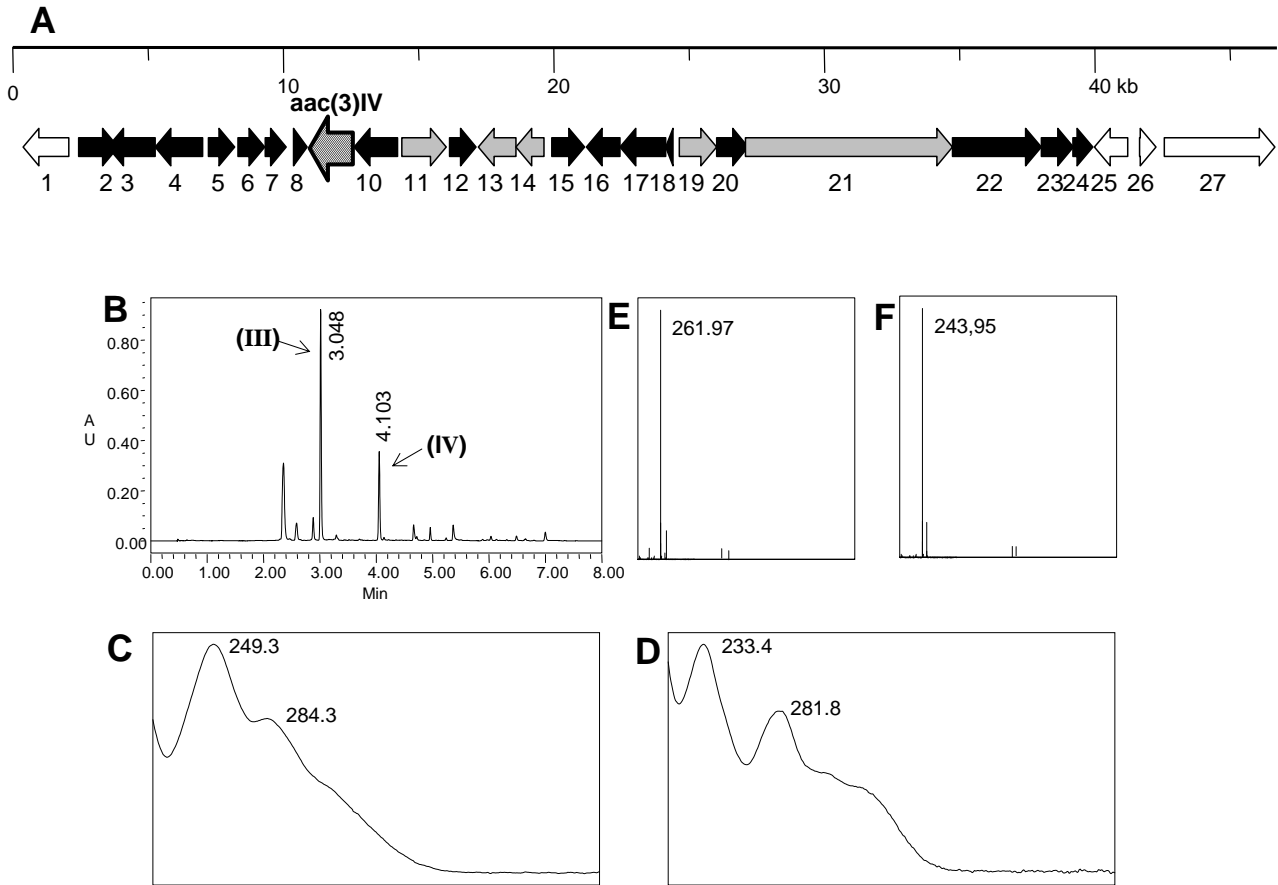 A
0 10 20 30 40 kb
aac(3)IV
1 2 3 4 5 6 7 8 10 11 12 13 14 15 16 17 18 19 20 21 22 23 24 25 26 27
B
(III)
3.048
4.103
(IV)
0.80
0.60
0.40
0.20
0.00
A
U
0.00 1.00 2.00 3.00 4.00 5.00 6.00 7.00 8.00
Min
E
261.97
F
243,95
C
249.3
284.3
D
233.4
281.8